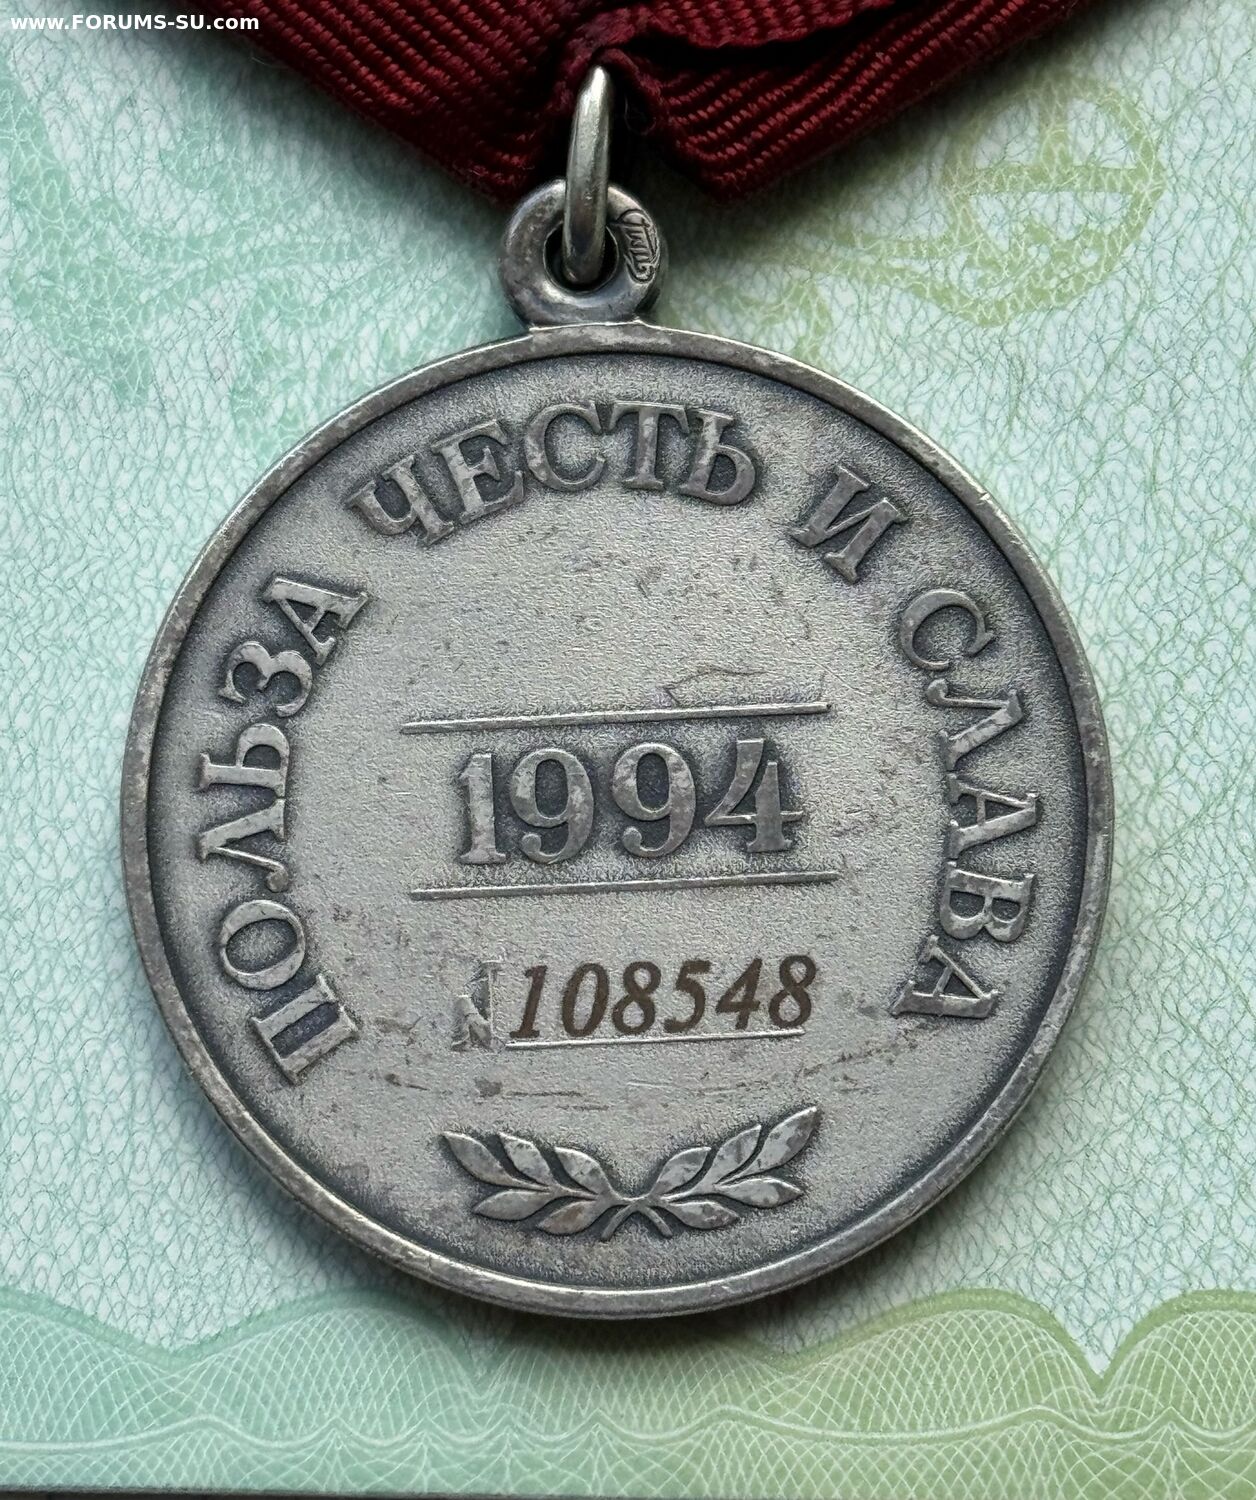 www.FORUMS-SU.com
ПОЛЬЗА ЧЕСТЬ И СЛАВА
1994
N 108548